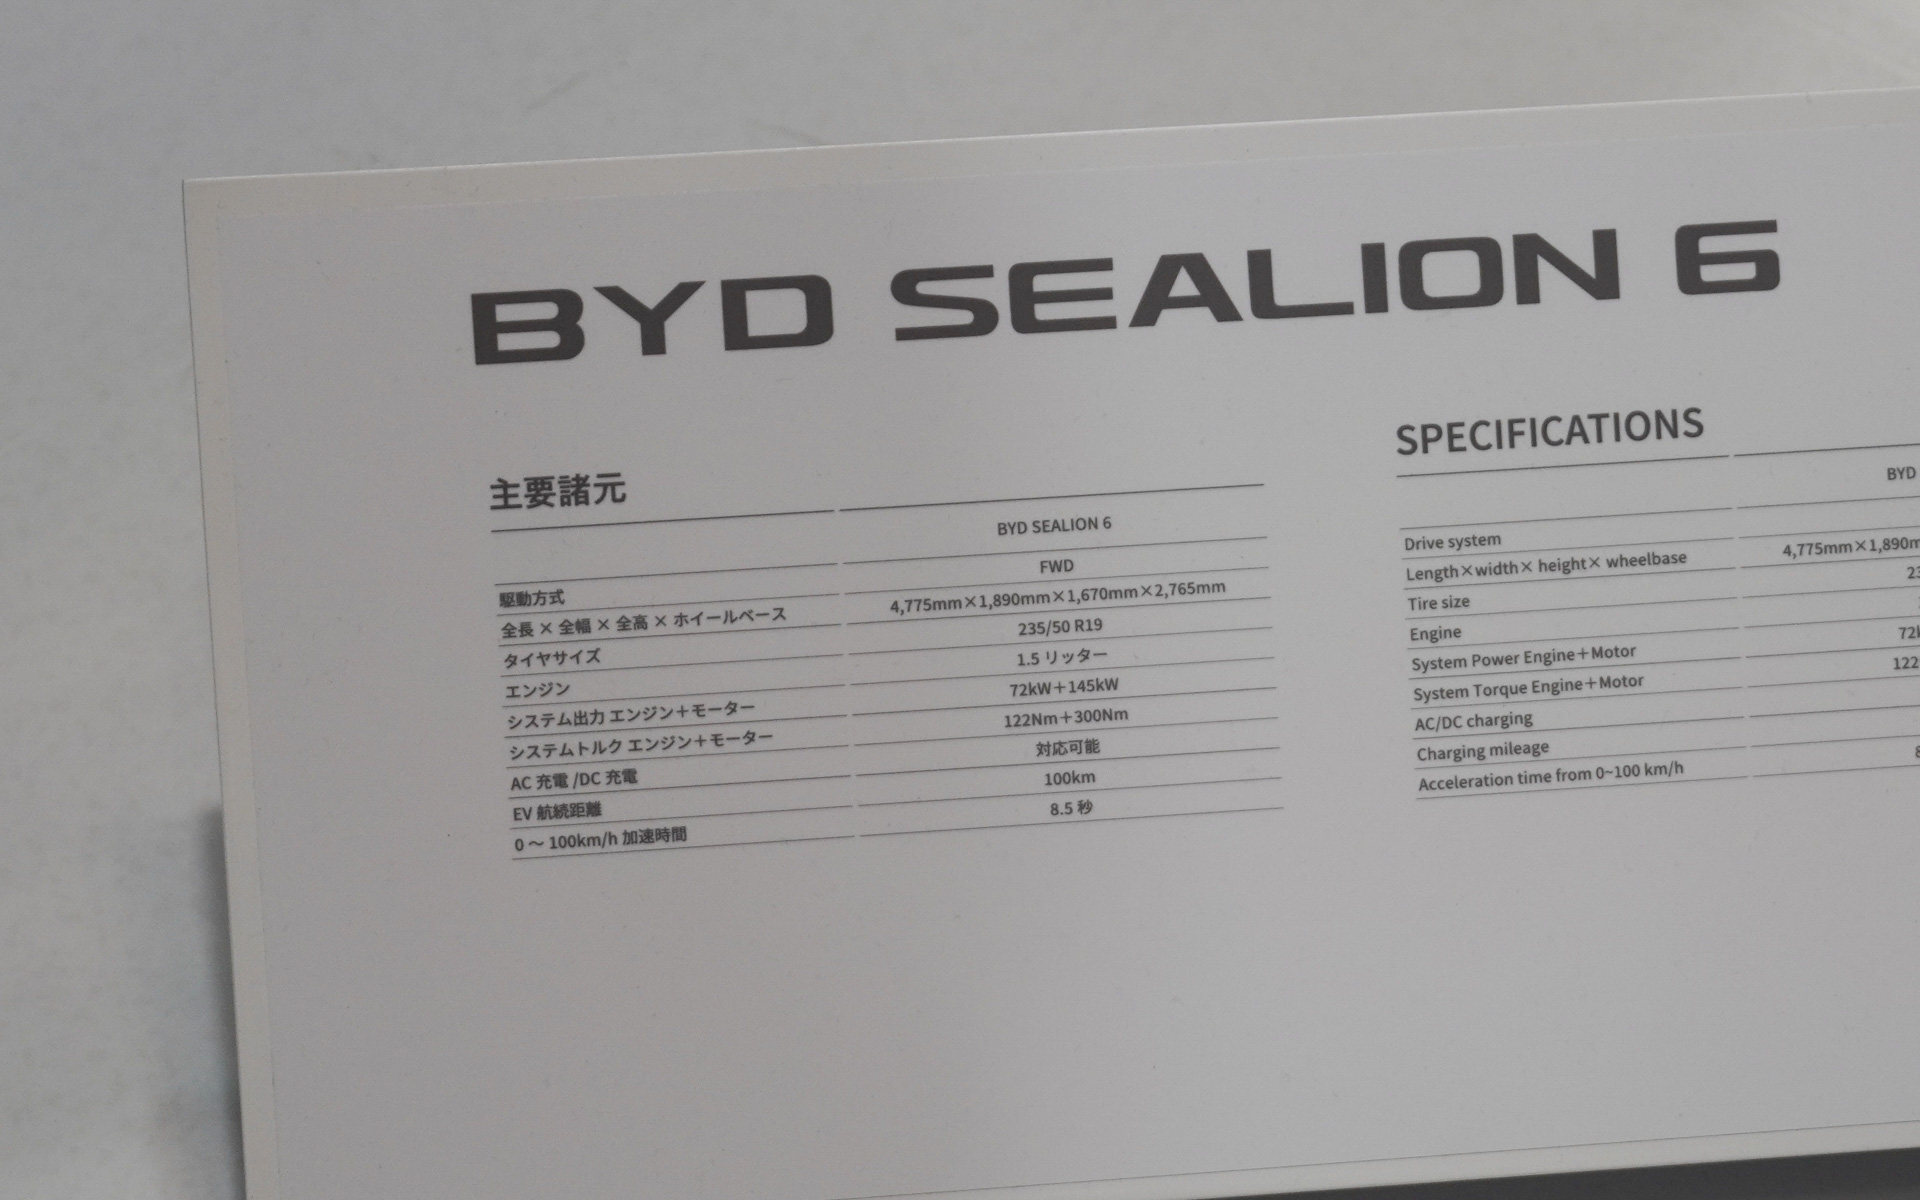 BYD SEALION 6
主要諸元
BYD SEALION 6
駆動方式 FWD
全長 × 全幅 × 全高 × ホイールベース 4,775mm×1,890mm×1,670mm×2,765mm
タイヤサイズ 235/50 R19
エンジン 1.5 リッター
システム出力 エンジン+モーター 72kW+145kW
システムトルク エンジン+モーター 122Nm+300Nm
AC 充電 /DC 充電 対応可能
EV 航続距離 100km
0 ～ 100km/h 加速時間 8.5 秒
SPECIFICATIONS
BYD
Drive system
Length×width× height× wheelbase 4,775mm×1,890m
Tire size 23
Engine
System Power Engine+Motor 72k
System Torque Engine+Motor 122
AC/DC charging
Charging mileage
Acceleration time from 0~100 km/h 8